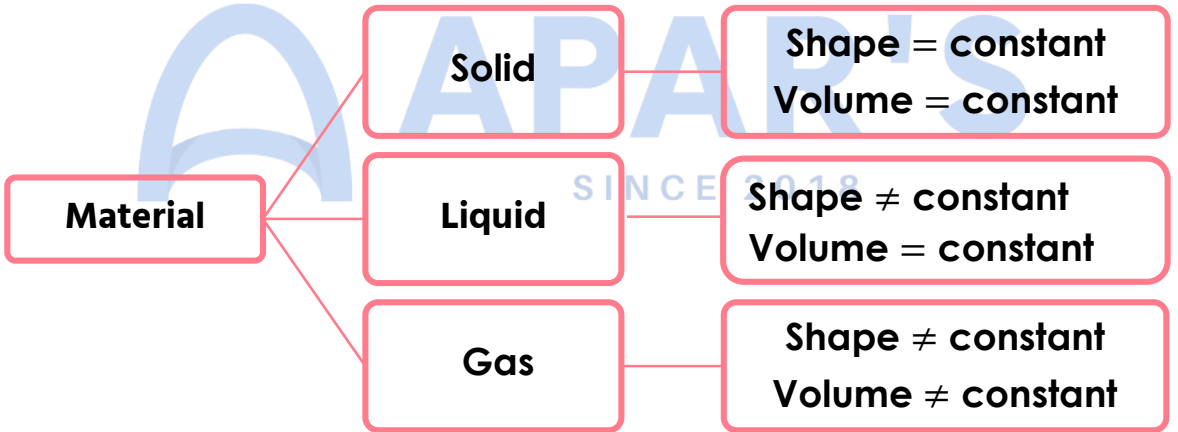 APAR'S
SINCE 2018
Material
Solid
Shape = constant
Volume = constant
Liquid
Shape ≠ constant
Volume = constant
Gas
Shape ≠ constant
Volume ≠ constant